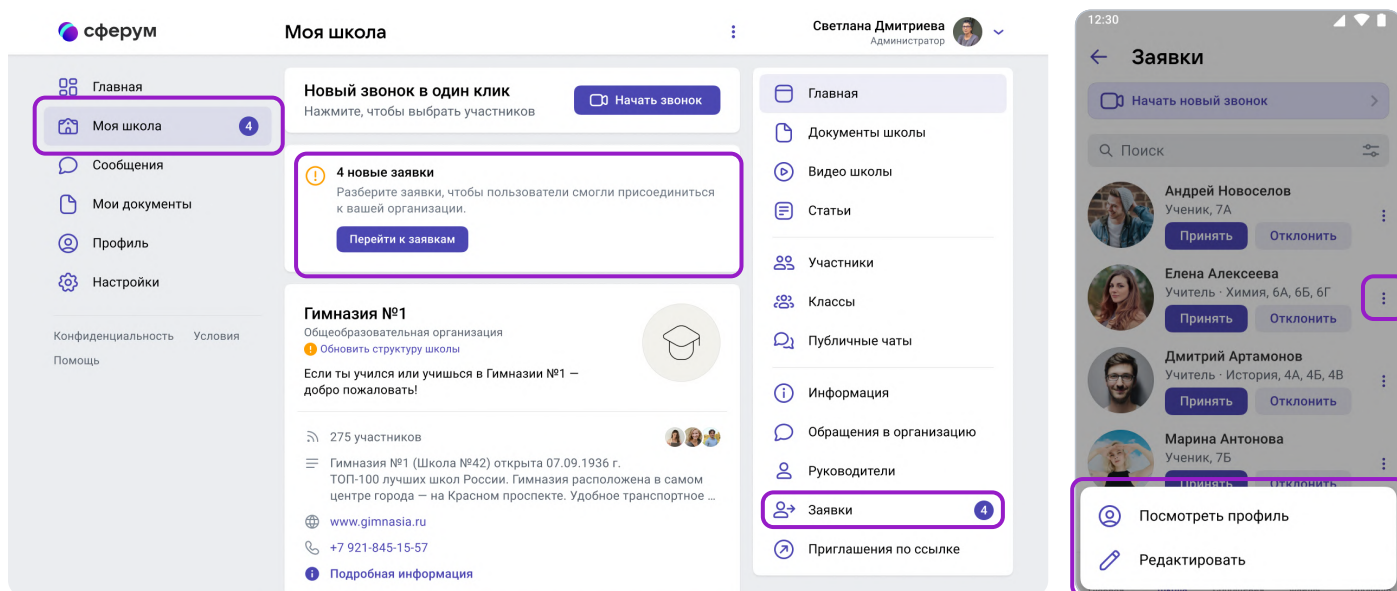 сферум
Моя школа
Светлана Дмитриева
Администратор
Главная
Моя школа
4
Сообщения
Мои документы
Профиль
Настройки
Конфиденциальность Условия
Помощь
Новый звонок в один клик
Нажмите, чтобы выбрать участников
Начать звонок
4 новые заявки
Разберите заявки, чтобы пользователи смогли присоединиться
к вашей организации.
Перейти к заявкам
Гимназия №1
Общеобразовательная организация
Обновить структуру школы
Если ты учился или учишься в Гимназии №1 —
добро пожаловать!
275 участников
Гимназия №1 (Школа №42) открыта 07.09.1936 г.
ТОП-100 лучших школ России. Гимназия расположена в самом
центре города — на Красном проспекте. Удобное транспортное ...
www.gimnasia.ru
+7 921-845-15-57
Подробная информация
Главная
Документы школы
Видео школы
Статьи
Участники
Классы
Публичные чаты
Информация
Обращения в организацию
Руководители
Заявки
4
Приглашения по ссылке
12:30
Заявки
Начать новый звонок
Поиск
Андрей Новоселов
Ученик, 7А
Принять Отклонить
Елена Алексеева
Учитель · Химия, 6А, 6Б, 6Г
Принять Отклонить
Дмитрий Артамонов
Учитель · История, 4А, 4Б, 4В
Принять Отклонить
Марина Антонова
Ученик, 7Б
Принять Отклонить
Посмотреть профиль
Редактировать